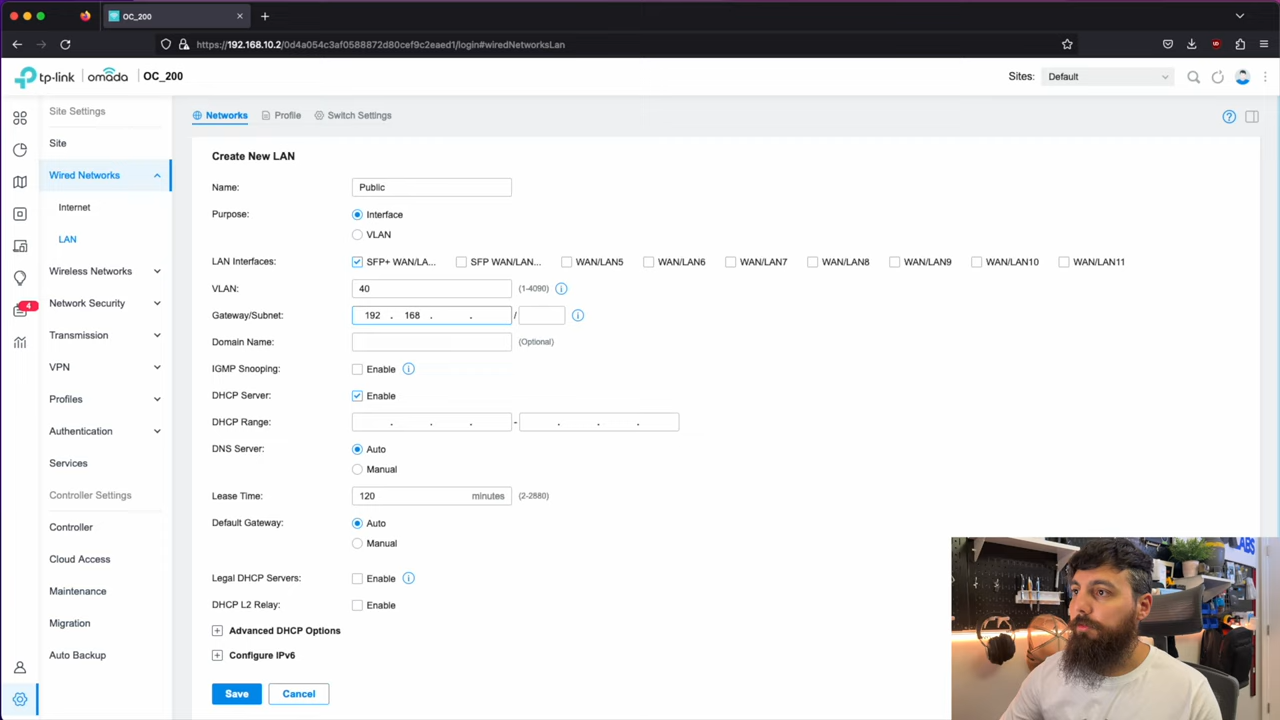 OC_200
https://192.168.10.2/0d4a054c3af0588872d80cef9c2eaed1/login#wiredNetworksLan
tp-link omada OC_200 Sites: Default
Site Settings
Site
Wired Networks
Internet
LAN
Wireless Networks
Network Security
4
Transmission
VPN
Profiles
Authentication
Services
Controller Settings
Controller
Cloud Access
Maintenance
Migration
Auto Backup
Networks Profile Switch Settings
Create New LAN
Name: Public
Purpose: Interface
VLAN
LAN Interfaces: SFP+ WAN/LA... SFP WAN/LAN... WAN/LAN5 WAN/LAN6 WAN/LAN7 WAN/LAN8 WAN/LAN9 WAN/LAN10 WAN/LAN11
VLAN: 40 (1-4090)
Gateway/Subnet: 192 . 168 . . /
Domain Name: (Optional)
IGMP Snooping: Enable
DHCP Server: Enable
DHCP Range: . . . - . . .
DNS Server: Auto
Manual
Lease Time: 120 minutes (2-2880)
Default Gateway: Auto
Manual
Legal DHCP Servers: Enable
DHCP L2 Relay: Enable
Advanced DHCP Options
Configure IPv6
Save Cancel